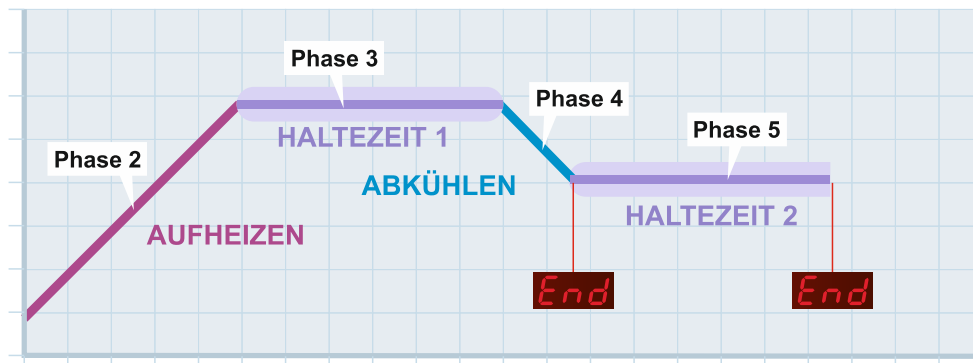 Phase 3
Phase 4
HALTEZEIT 1
Phase 5
Phase 2
ABKÜHLEN
HALTEZEIT 2
AUFHEIZEN
End
End